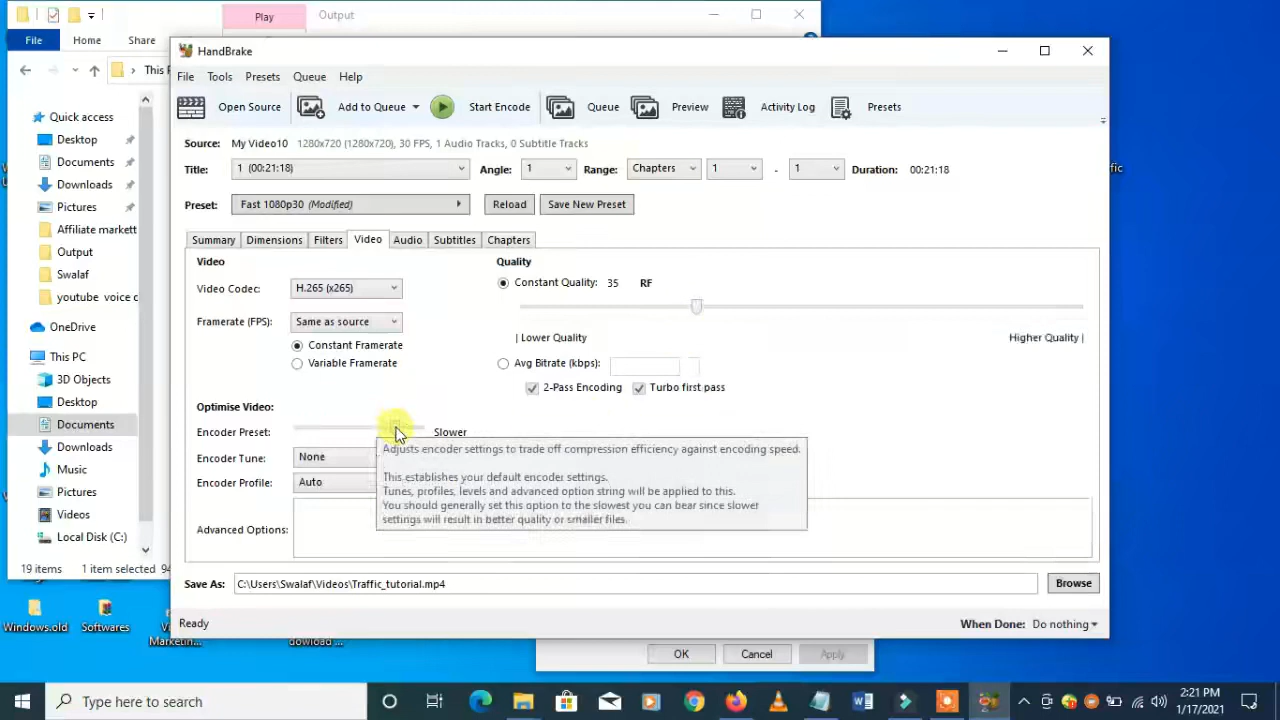 Play
Output
File
Home
Share
This P
Quick access
Desktop
Documents
Downloads
Pictures
Affiliate markett
Output
Swalaf
youtube voice c
OneDrive
This PC
3D Objects
Desktop
Documents
Downloads
Music
Pictures
Videos
Local Disk (C:)
19 items
1 item selected
HandBrake
File
Tools
Presets
Queue
Help
Open Source
Add to Queue
Start Encode
Queue
Preview
Activity Log
Presets
Source: My Video10 1280x720 (1280x720), 30 FPS, 1 Audio Tracks, 0 Subtitle Tracks
Title: 1 (00:21:18)
Angle: 1
Range: Chapters 1 - 1
Duration: 00:21:18
Preset: Fast 1080p30 (Modified)
Reload
Save New Preset
Summary
Dimensions
Filters
Video
Audio
Subtitles
Chapters
Video
Video Codec: H.265 (x265)
Framerate (FPS): Same as source
Constant Framerate
Variable Framerate
Quality
Constant Quality: 35 RF
| Lower Quality
Higher Quality |
Avg Bitrate (kbps):
2-Pass Encoding
Turbo first pass
Optimise Video:
Encoder Preset: Slower
Encoder Tune: None
Encoder Profile: Auto
Advanced Options:
Adjusts encoder settings to trade off compression efficiency against encoding speed.
This establishes your default encoder settings.
Tunes, profiles, levels and advanced option string will be applied to this.
You should generally set this option to the slowest you can bear since slower
settings will result in better quality or smaller files.
Save As: C:\Users\Swalaf\Videos\Traffic_tutorial.mp4
Browse
Ready
When Done: Do nothing
OK
Cancel
Apply
Windows.old
Softwares
Marketin...
dowload ...
Type here to search
2:21 PM
1/17/2021